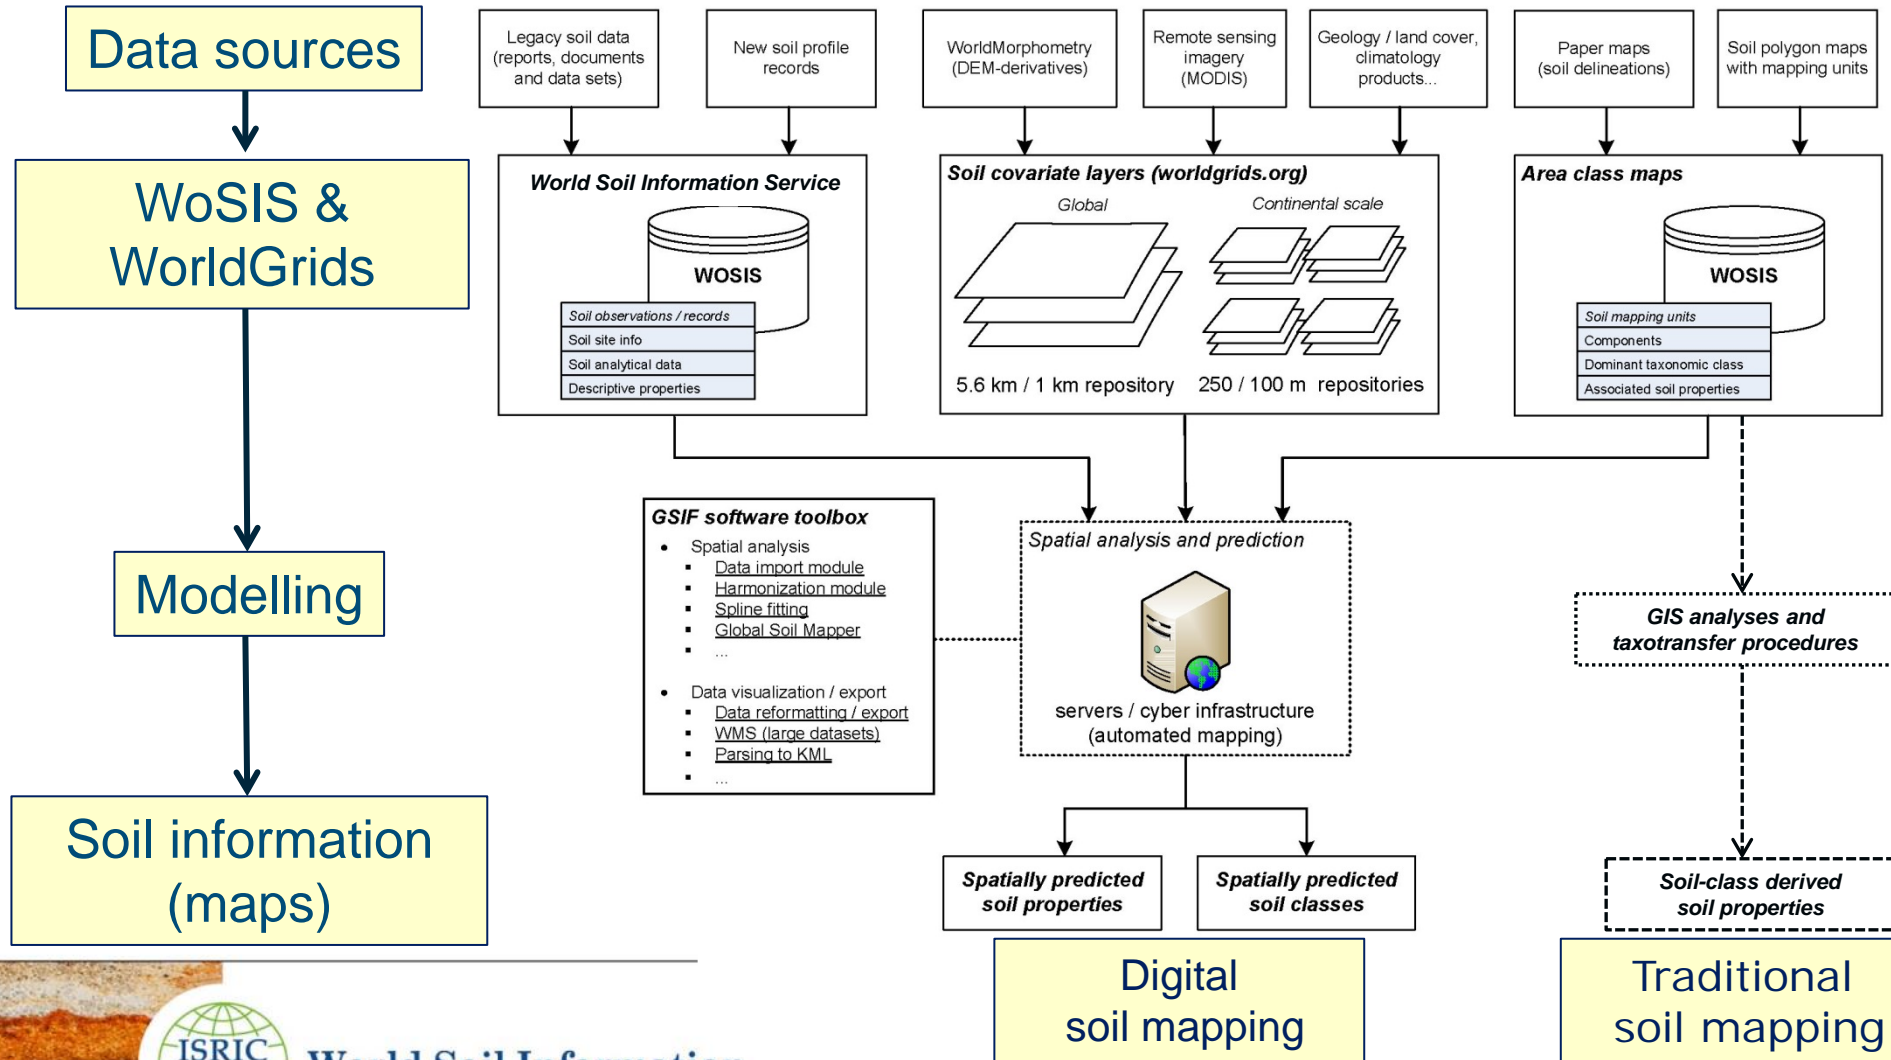 Data sources
WoSIS &
WorldGrids
Modelling
Soil information
(maps)
Legacy soil data
(reports, documents
and data sets)
New soil profile
records
WorldMorphometry
(DEM-derivatives)
Remote sensing
imagery
(MODIS)
Geology / land cover,
climatology
products...
Paper maps
(soil delineations)
Soil polygon maps
with mapping units
World Soil Information Service
WOSIS
Soil observations / records
Soil site info
Soil analytical data
Descriptive properties
Soil covariate layers (worldgrids.org)
Global
Continental scale
5.6 km / 1 km repository
250 / 100 m repositories
Area class maps
WOSIS
Soil mapping units
Components
Dominant taxonomic class
Associated soil properties
GSIF software toolbox
• Spatial analysis
▪ Data import module
▪ Harmonization module
▪ Spline fitting
▪ Global Soil Mapper
▪ ...
• Data visualization / export
▪ Data reformatting / export
▪ WMS (large datasets)
▪ Parsing to KML
▪ ...
Spatial analysis and prediction
servers / cyber infrastructure
(automated mapping)
GIS analyses and
taxotransfer procedures
Spatially predicted
soil properties
Spatially predicted
soil classes
Soil-class derived
soil properties
Digital
soil mapping
Traditional
soil mapping
ISRIC
World Soil Information